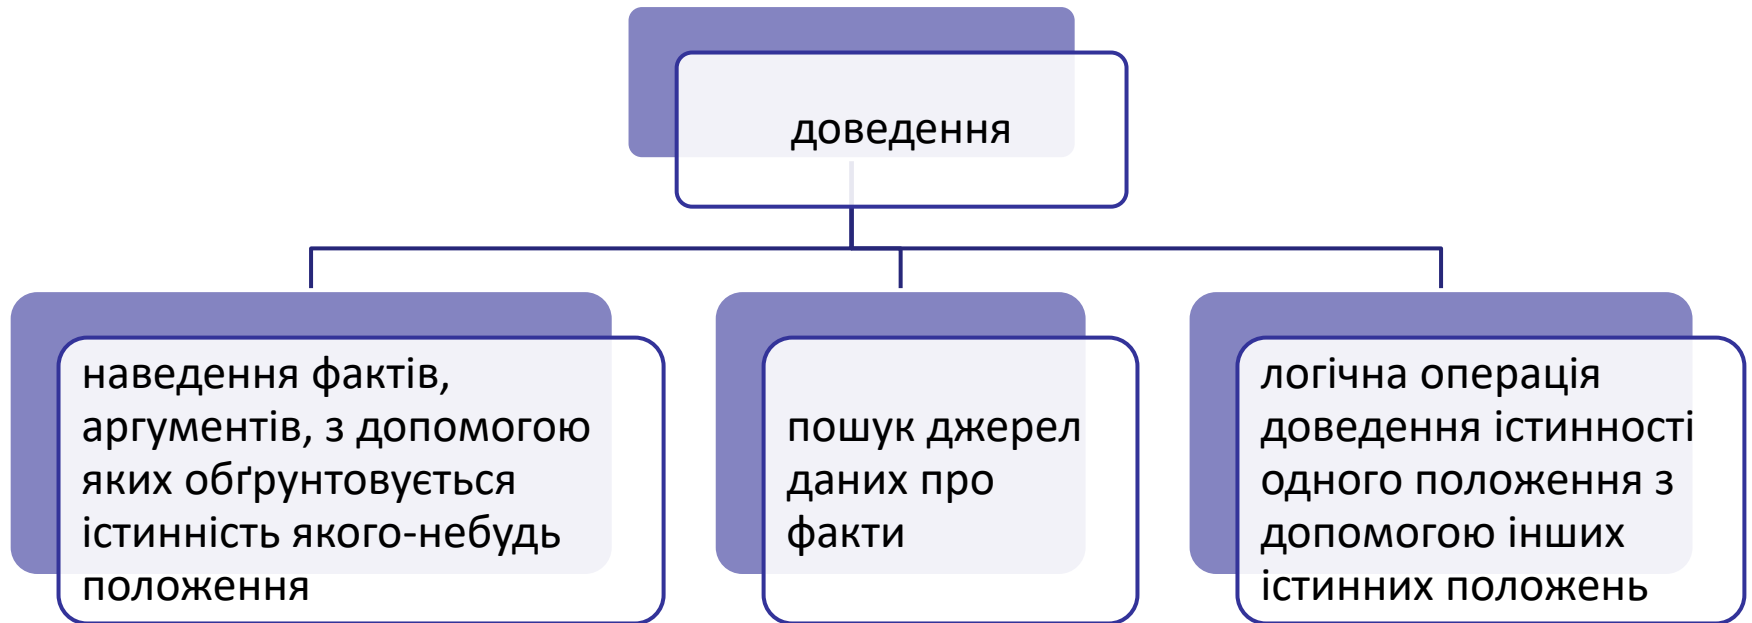 доведення
наведення фактів,
аргументів, з допомогою
яких обґрунтовується
істинність якого-небудь
положення
пошук джерел
даних про
факти
логічна операція
доведення істинності
одного положення з
допомогою інших
істинних положень